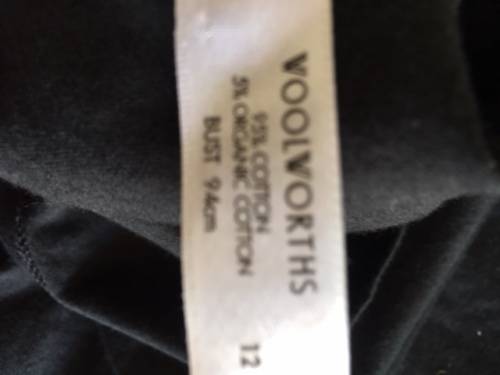 WOOLWORTHS
95% COTTON
5% ORGANIC COTTON
BUST 94cm
12